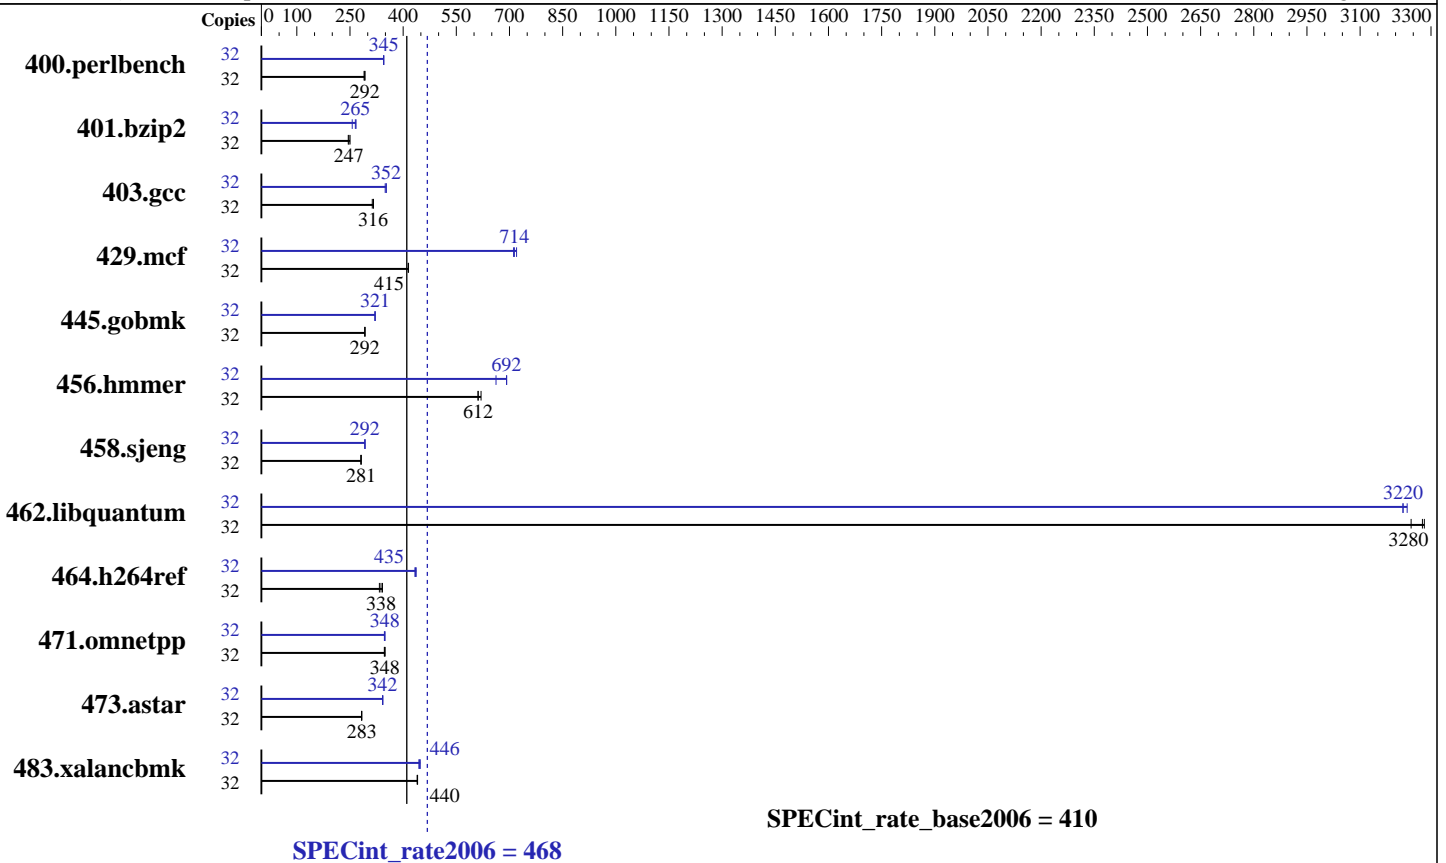 Copies 0 100 250 400 550 700 850 1000 1150 1300 1450 1600 1750 1900 2050 2200 2350 2500 2650 2800 2950 3100 3300
400.perlbench 32 345
32 292
401.bzip2 32 265
32 247
403.gcc 32 352
32 316
429.mcf 32 714
32 415
445.gobmk 32 321
32 292
456.hmmer 32 692
32 612
458.sjeng 32 292
32 281
462.libquantum 32 3220
32 3280
464.h264ref 32 435
32 338
471.omnetpp 32 348
32 348
473.astar 32 342
32 283
483.xalancbmk 32 446
32 440
SPECint_rate_base2006 = 410
SPECint_rate2006 = 468